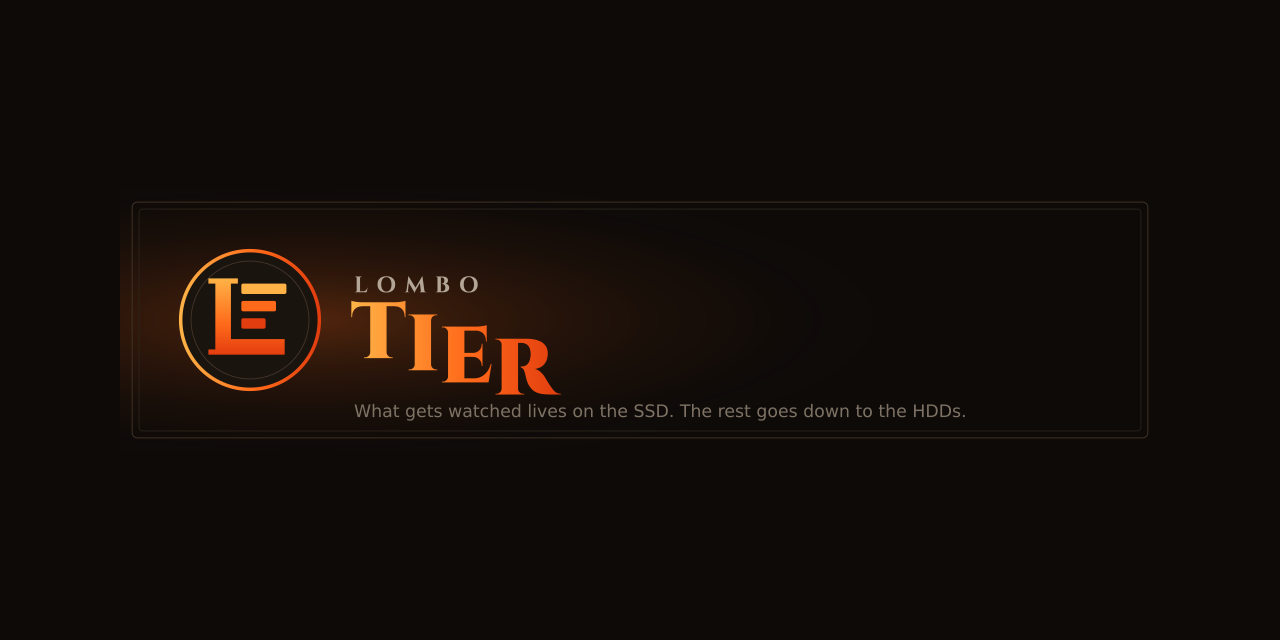 L
LOMBO
TIER
What gets watched lives on the SSD. The rest goes down to the HDDs.